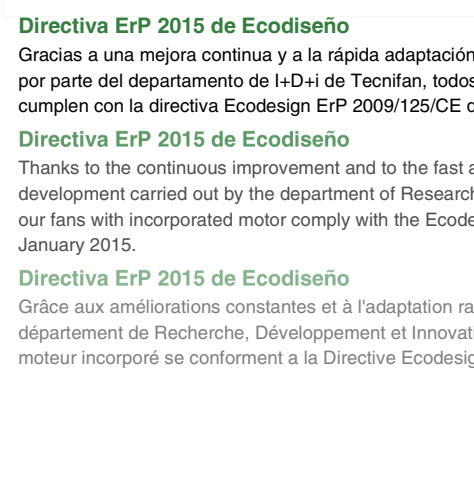 Directiva ErP 2015 de Ecodiseño
Gracias a una mejora continua y a la rápida adaptación
por parte del departamento de I+D+i de Tecnifan, todos
cumplen con la directiva Ecodesign ErP 2009/125/CE d
Directiva ErP 2015 de Ecodiseño
Thanks to the continuous improvement and to the fast a
development carried out by the department of Research
our fans with incorporated motor comply with the Ecode
January 2015.
Directiva ErP 2015 de Ecodiseño
Grâce aux améliorations constantes et à l'adaptation ra
département de Recherche, Développement et Innovati
moteur incorporé se conforment a la Directive Ecodesig